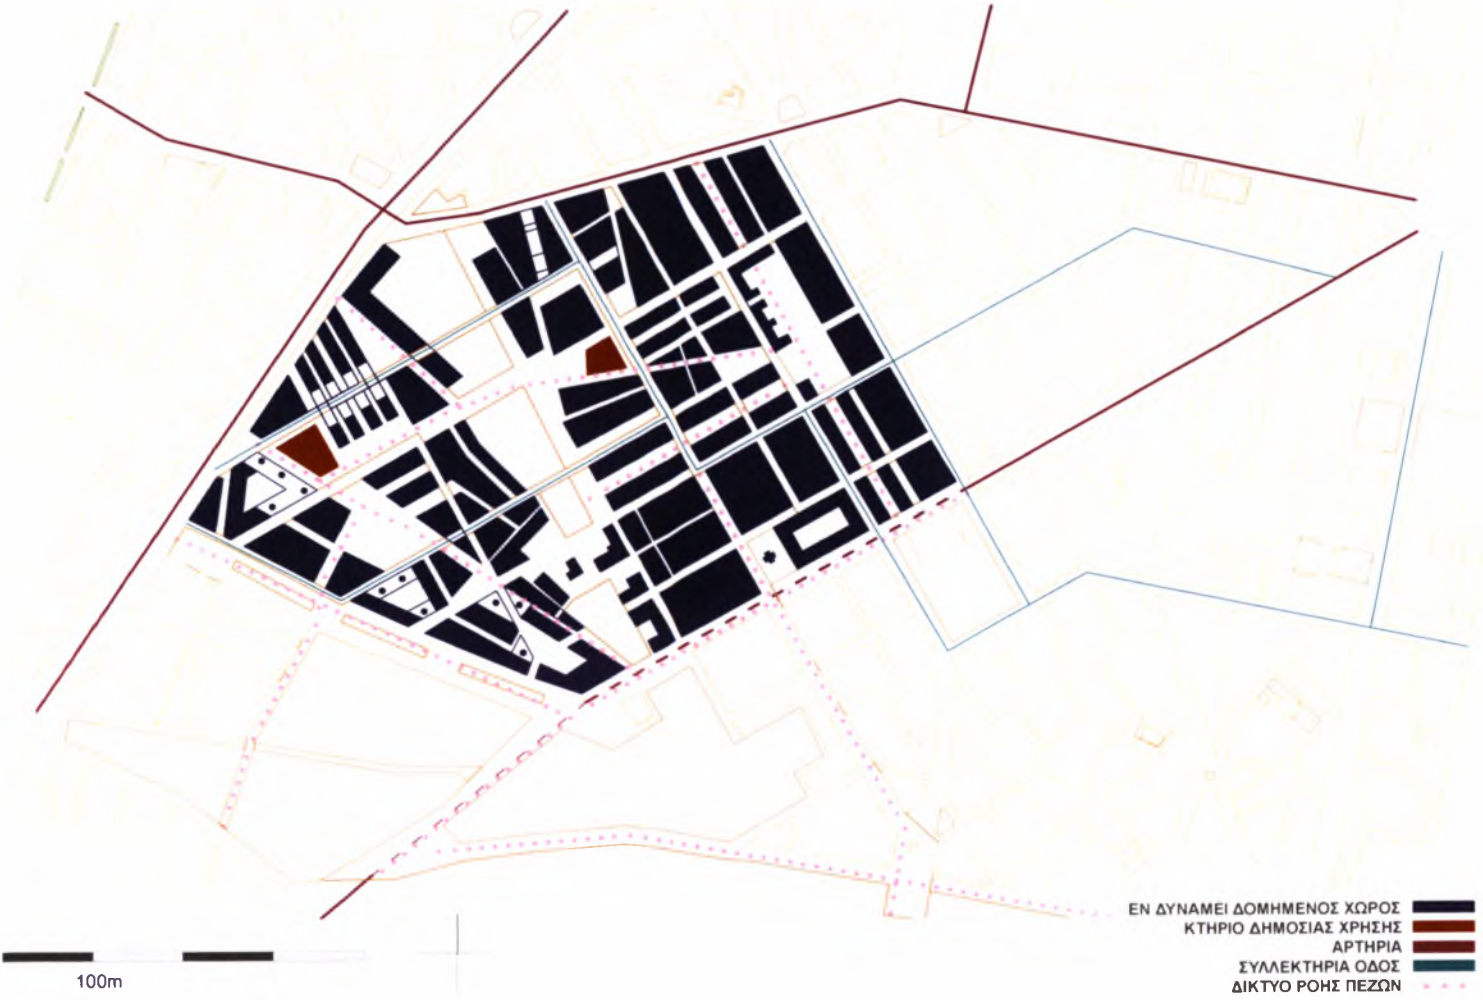 ΕΝ ΔΥΝΑΜΕΙ ΔΟΜΗΜΕΝΟΣ ΧΩΡΟΣ
ΚΤΗΡΙΟ ΔΗΜΟΣΙΑΣ ΧΡΗΣΗΣ
ΑΡΤΗΡΙΑ
ΣΥΛΛΕΚΤΗΡΙΑ ΟΔΟΣ
ΔΙΚΤΥΟ ΡΟΗΣ ΠΕΖΩΝ
100m